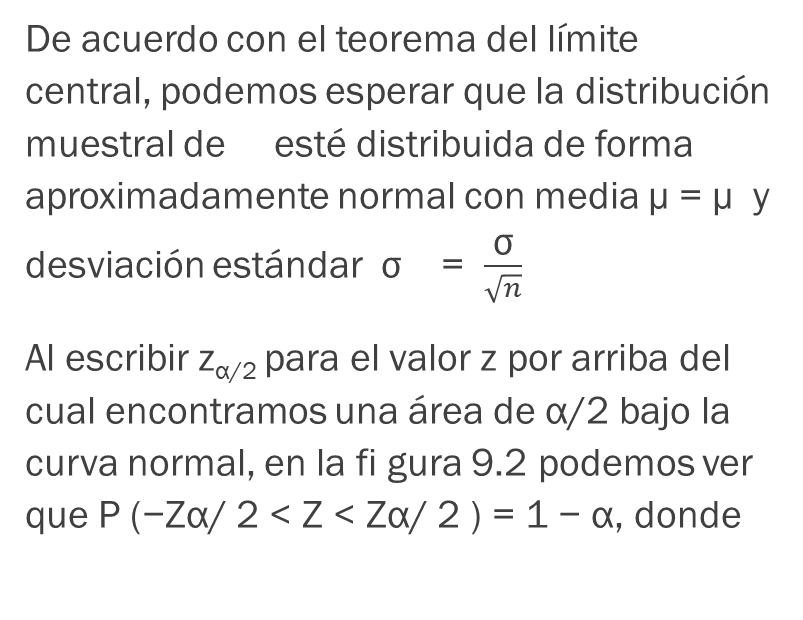 De acuerdo con el teorema del límite
central, podemos esperar que la distribución
muestral de esté distribuida de forma
aproximadamente normal con media μ = μ y
desviación estándar σ = σ/√n
Al escribir z_α/2 para el valor z por arriba del
cual encontramos una área de α/2 bajo la
curva normal, en la fi gura 9.2 podemos ver
que P (−Zα/ 2 < Z < Zα/ 2 ) = 1 − α, donde